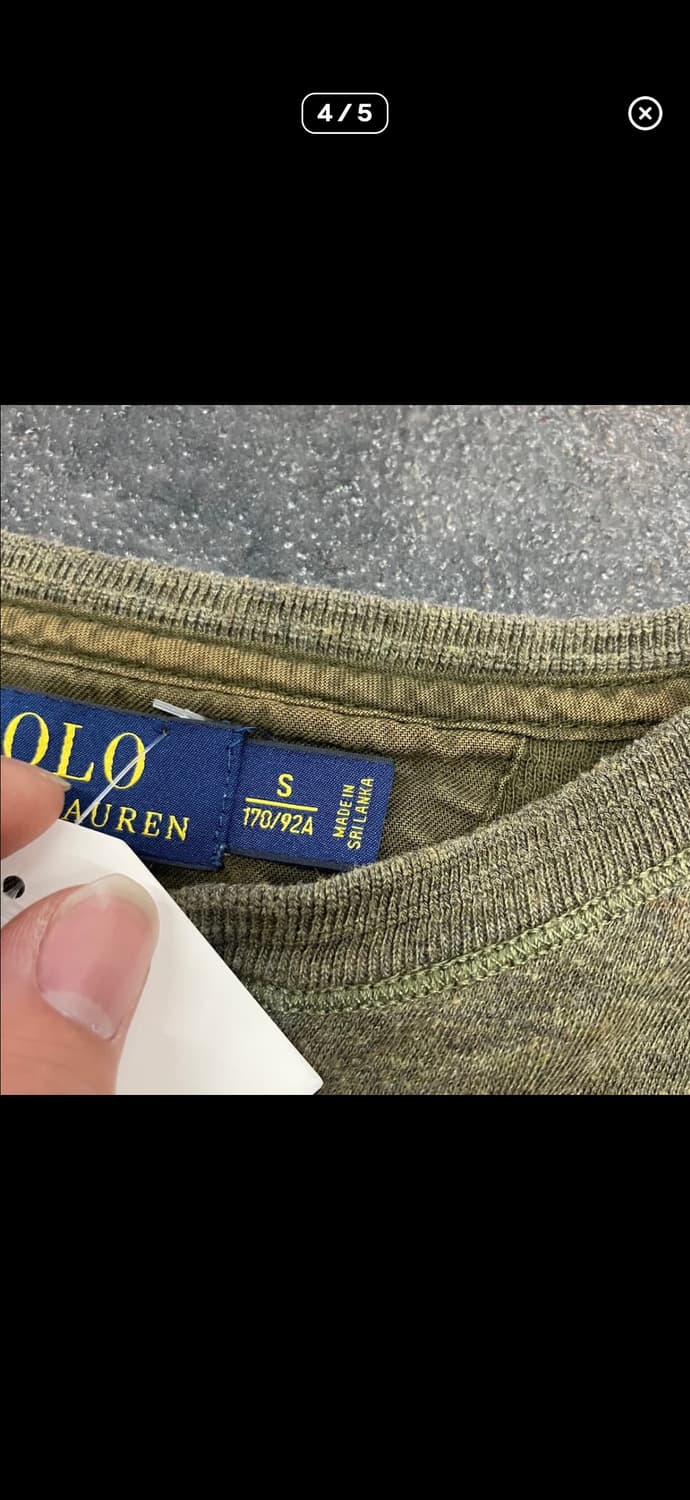 4/5
OLO
AUREN
S
170/92A
MADE IN
SRI LANKA